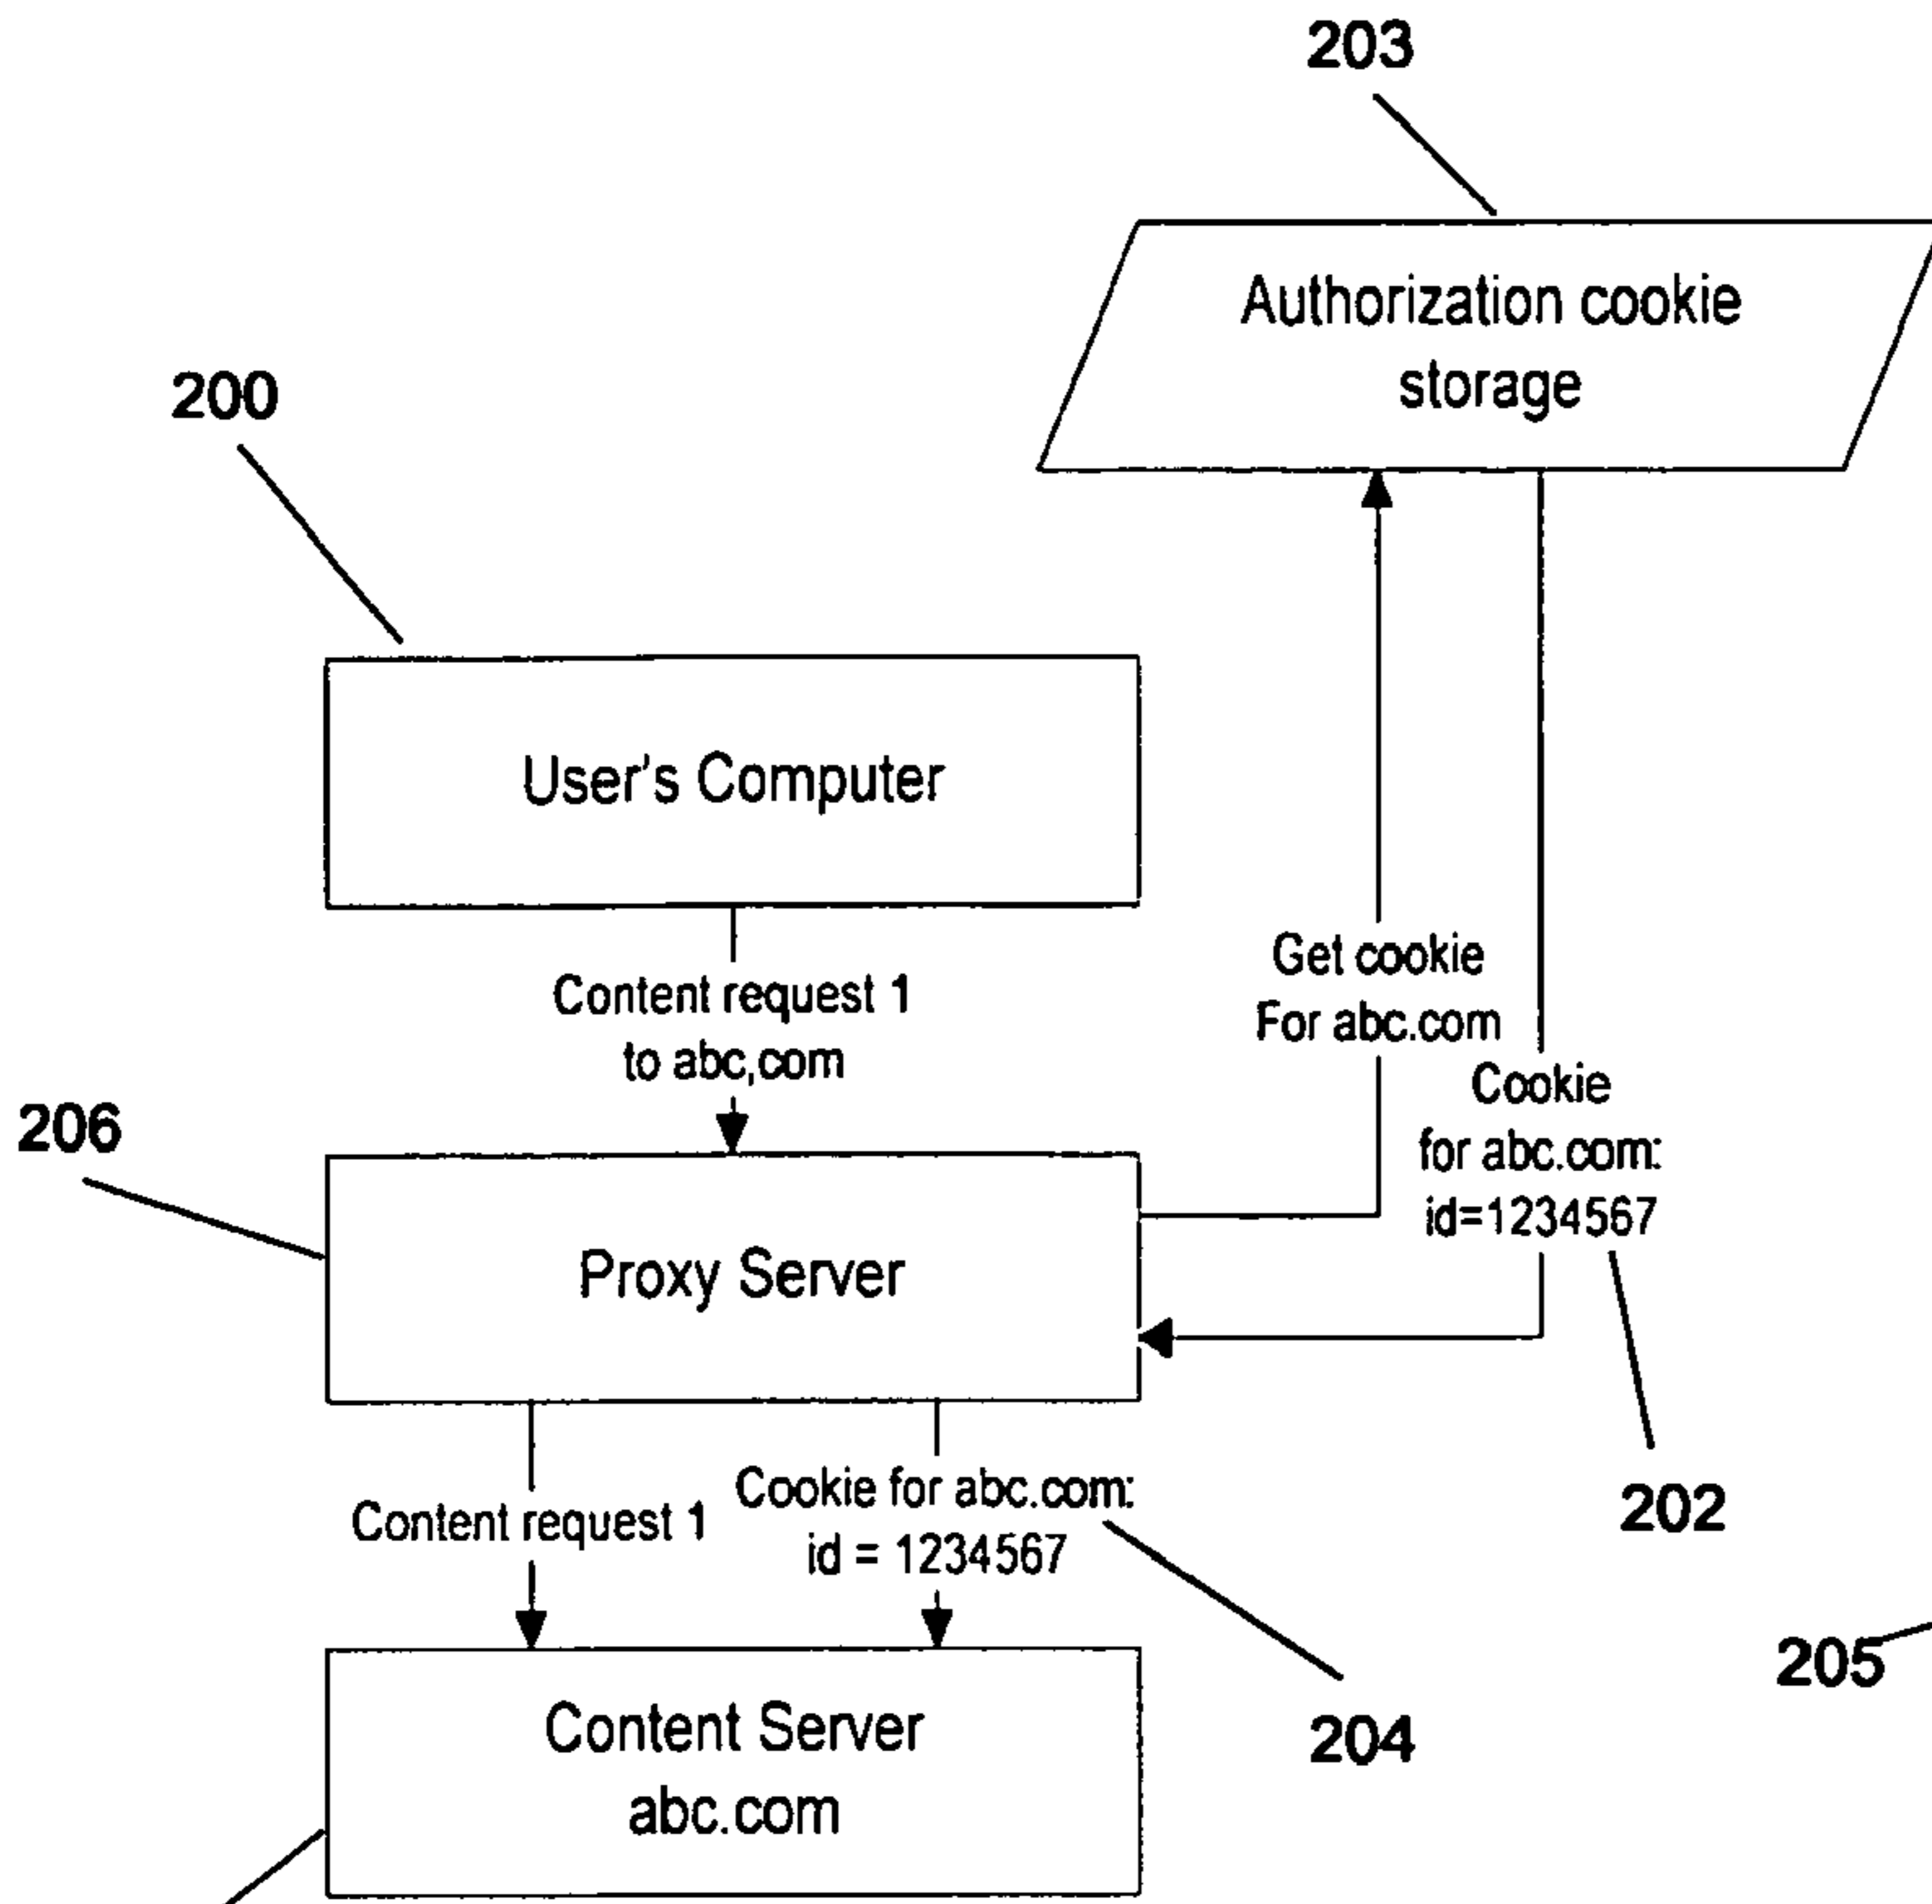 203
Authorization cookie
storage
200
User's Computer
Get cookie
For abc.com
Content request 1
to abc,com
Cookie
for abc.com:
id=1234567
206
Proxy Server
Cookie for abc.com:
id = 1234567
Content request 1
202
205
204
Content Server
abc.com